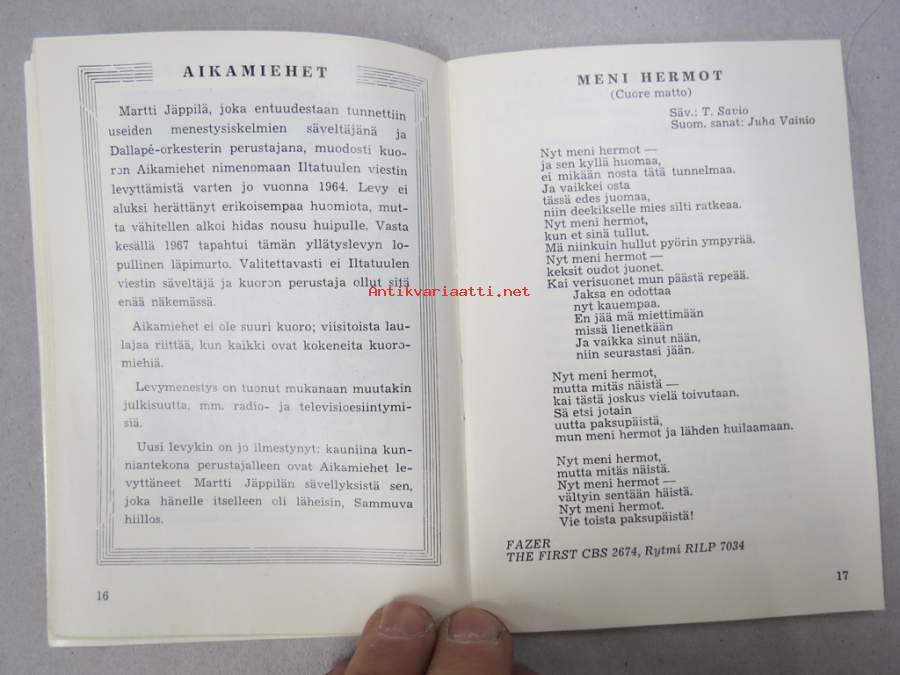 AIKAMIEHET
Martti Jäppilä, joka entuudestaan tunnettiin
useiden menestysiskelmien säveltäjänä ja
Dallapé-orkesterin perustajana, muodosti kuo-
ron Aikamiehet nimenomaan Iltatuulen viestin
levyttämistä varten jo vuonna 1964. Levy ei
aluksi herättänyt erikoisempaa huomiota, mut-
ta vähitellen alkoi hidas nousu huipulle. Vasta
kesällä 1967 tapahtui tämän yllätyslevyn lo-
pullinen läpimurto. Valitettavasti ei Iltatuulen
viestin säveltäjä ja kuoron perustaja ollut sitä
enää näkemässä.
Aikamiehet ei ole suuri kuoro; viisitoista lau-
lajaa riittää, kun kaikki ovat kokeneita kuoro-
miehiä.
Levymenestys on tuonut mukanaan muutakin
julkisuutta, mm. radio- ja televisioesiintymi-
siä.
Uusi levykin on jo ilmestynyt: kauniina kun-
niantekona perustajalleen ovat Aikamiehet le-
vyttäneet Martti Jäppilän sävellyksistä sen,
joka hänelle itselleen oli läheisin, Sammuva
hiillos.
16
MENI HERMOT
(Cuore matto)
Säv.: T. Savio
Suom. sanat: Juha Vainio
Nyt meni hermot —
ja sen kyllä huomaa,
ei mikään nosta tätä tunnelmaa.
Ja vaikkei osta
tässä edes juomaa,
niin deekikselle mies silti ratkeaa.
Nyt meni hermot,
kun et sinä tullut.
Mä niinkuin hullut pyörin ympyrää.
Nyt meni hermot —
keksit oudot juonet.
Kai verisuonet mun päästä repeää.
Jaksa en odottaa
nyt kauempaa.
En jää mä miettimään
missä lienetkään
Ja vaikka sinut nään,
niin seurastasi jään.
Nyt meni hermot,
mutta mitäs näistä —
kai tästä joskus vielä toivutaan.
Sä etsi jotain
uutta paksupäistä,
mun meni hermot ja lähden huilaamaan.
Nyt meni hermot,
mutta mitäs näistä.
Nyt meni hermot —
vältyin sentään häistä.
Nyt meni hermot.
Vie toista paksupäistä!
FAZER
THE FIRST CBS 2674, Rytmi RILP 7034
17
Antikvariaatti.net